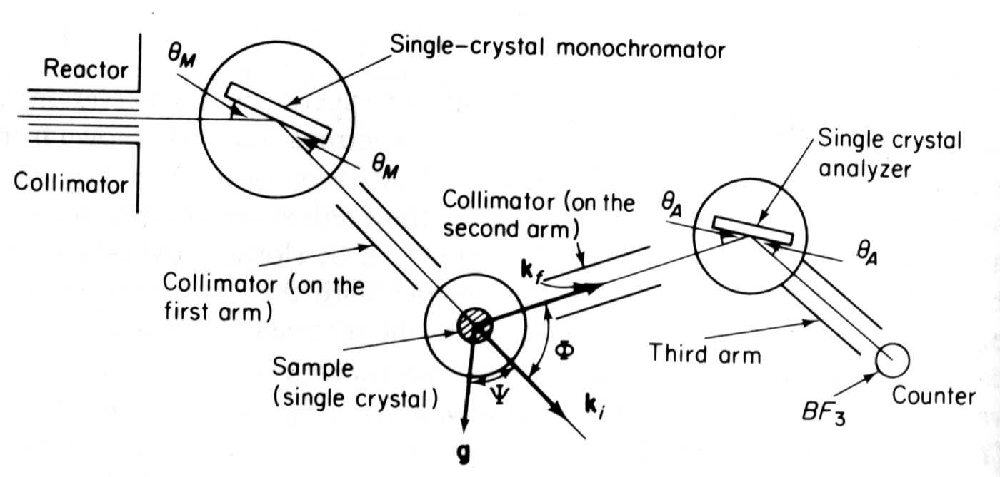 Reactor
θM
Single-crystal monochromator
Collimator
θM
Single crystal
analyzer
Collimator (on the
second arm)
θA
θA
kf
Collimator (on the
first arm)
Φ
Third arm
Sample
(single crystal)
Ψ
ki
g
BF3
Counter